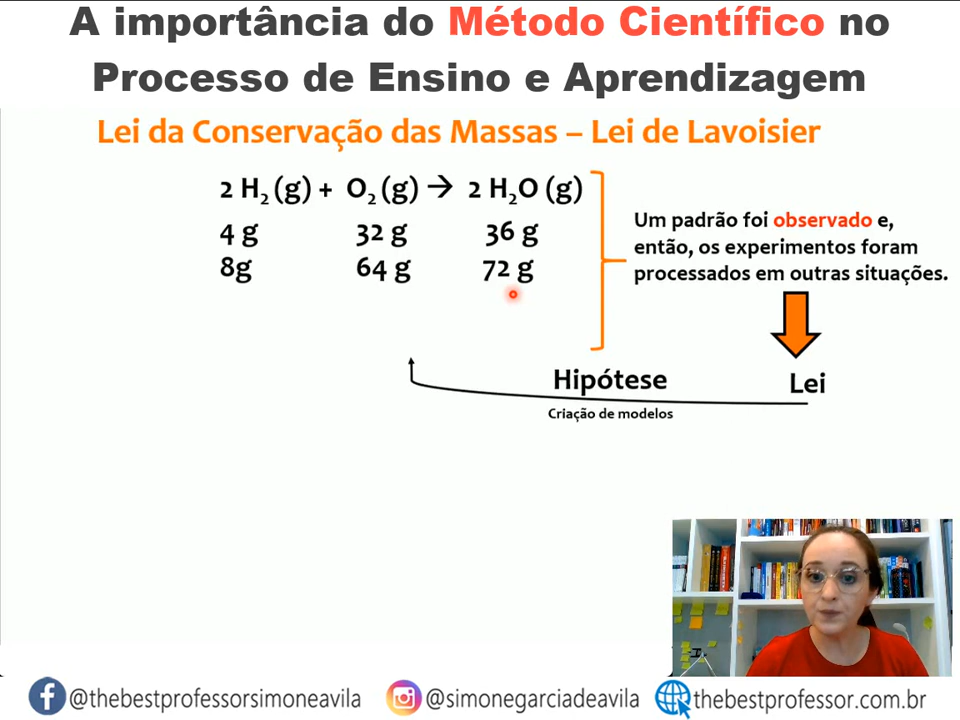 A importância do Método Científico no
Processo de Ensino e Aprendizagem
Lei da Conservação das Massas – Lei de Lavoisier
2 H₂ (g) + O₂ (g) → 2 H₂O (g)
4 g 32 g 36 g
8g 64 g 72 g
Um padrão foi observado e,
então, os experimentos foram
processados em outras situações.
Hipótese Lei
Criação de modelos
@thebestprofessorsimoneavila @simonegarciadeavila thebestprofessor.com.br